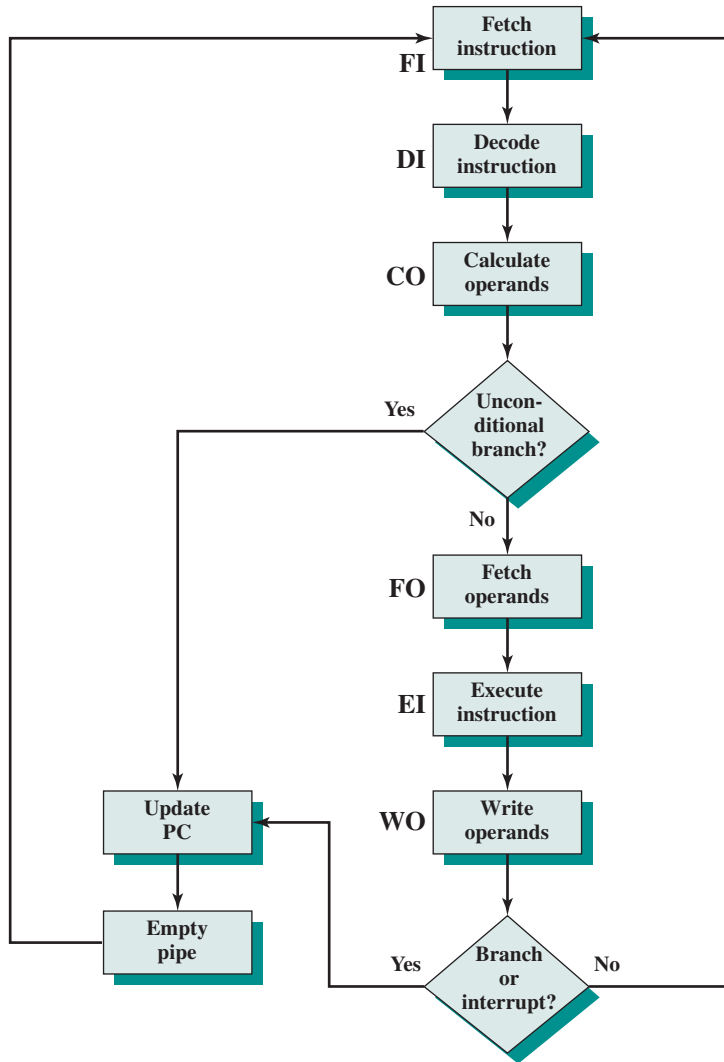 Fetch
instruction
FI
Decode
instruction
DI
Calculate
operands
CO
Uncon-
ditional
branch?
Yes
No
Fetch
operands
FO
Execute
instruction
EI
Write
operands
WO
Update
PC
Empty
pipe
Branch
or
interrupt?
Yes
No